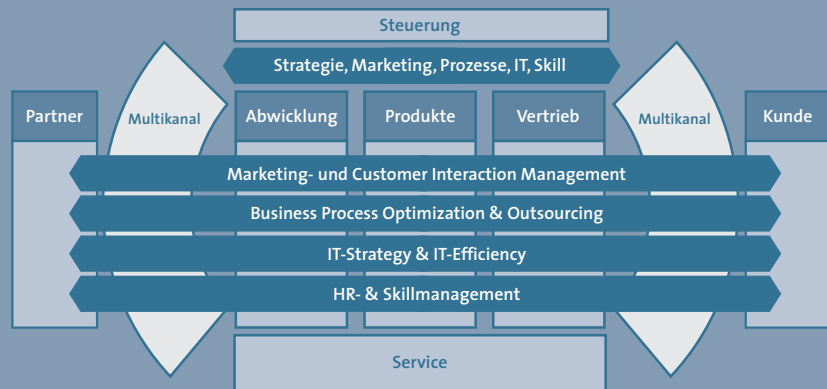 Steuerung
Strategie, Marketing, Prozesse, IT, Skill
Partner
Multikanal
Abwicklung
Produkte
Vertrieb
Multikanal
Kunde
Marketing- und Customer Interaction Management
Business Process Optimization & Outsourcing
IT-Strategy & IT-Efficiency
HR- & Skillmanagement
Service